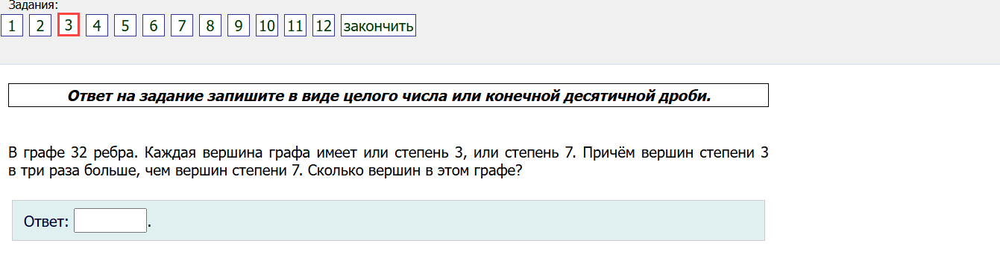 Задания:
1 2 3 4 5 6 7 8 9 10 11 12 закончить
Ответ на задание запишите в виде целого числа или конечной десятичной дроби.
В графе 32 ребра. Каждая вершина графа имеет или степень 3, или степень 7. Причём вершин степени 3
в три раза больше, чем вершин степени 7. Сколько вершин в этом графе?
Ответ: .